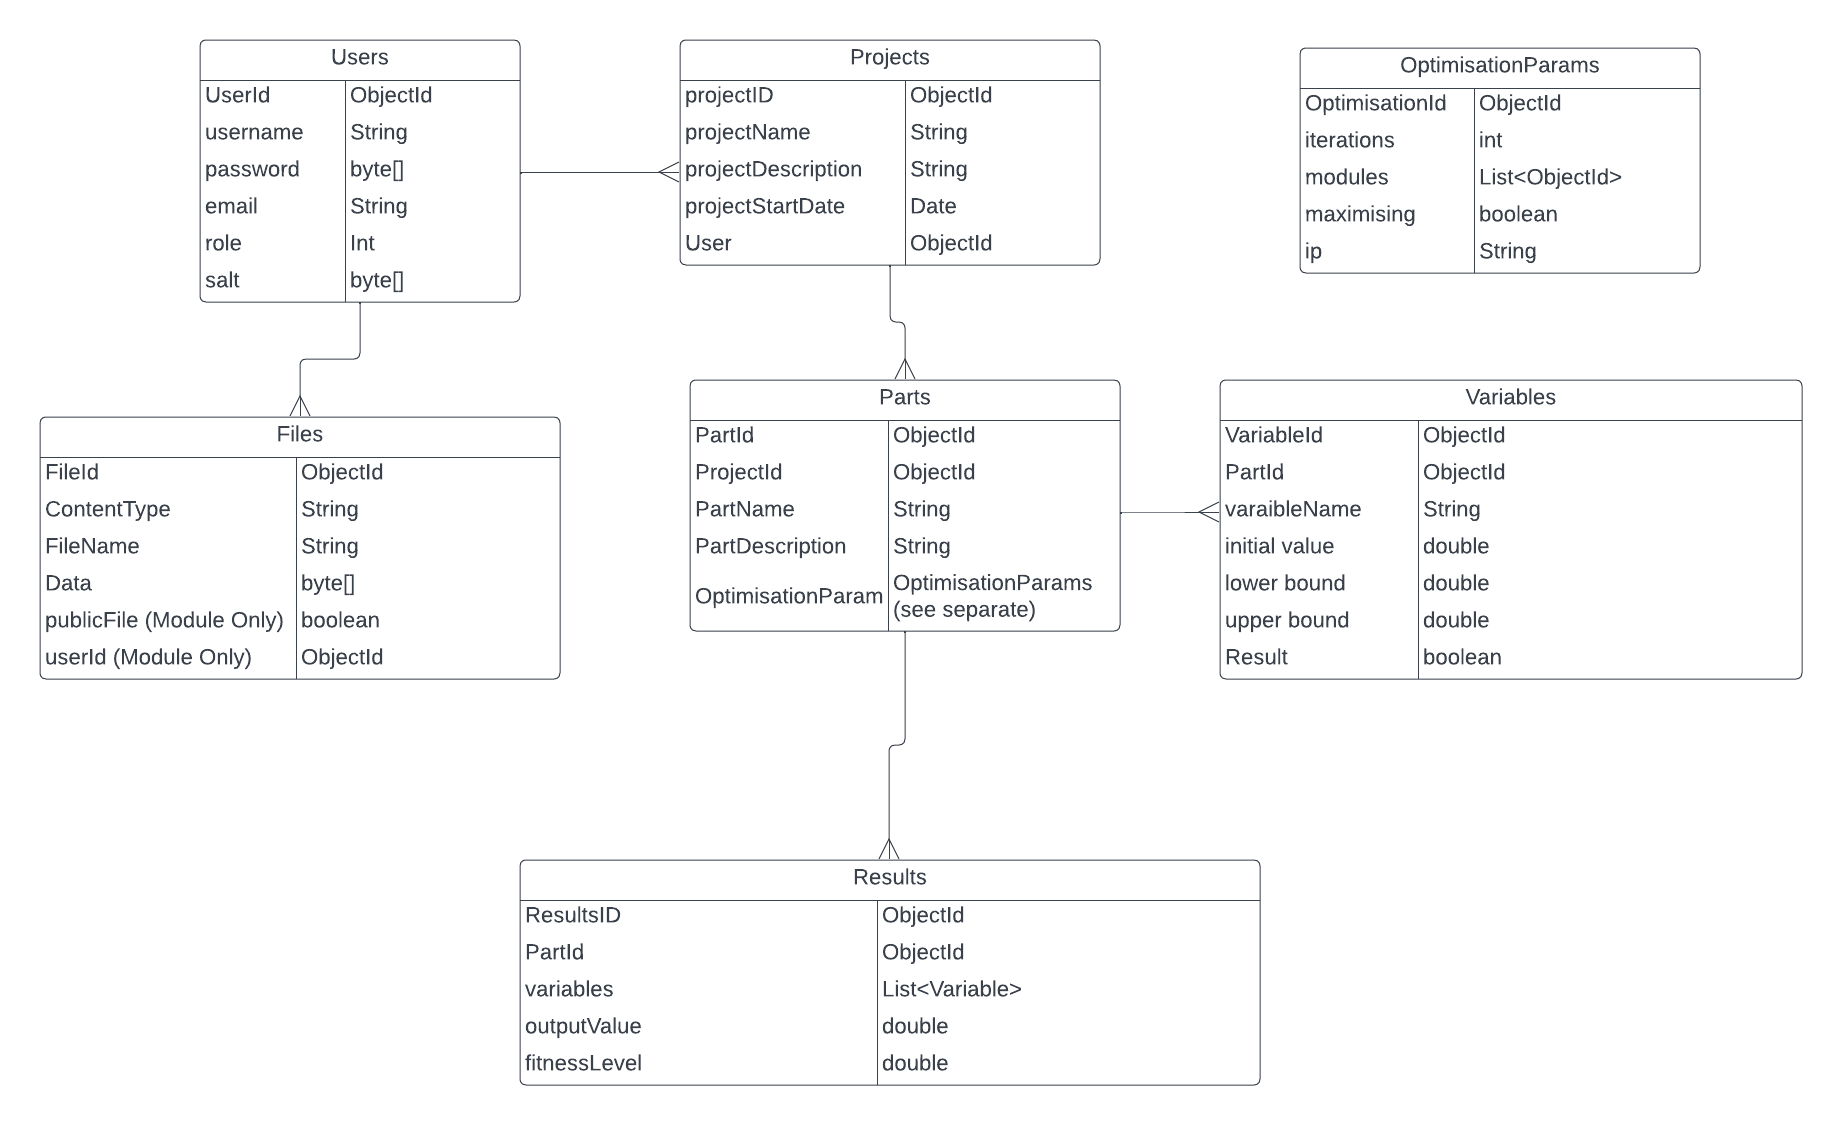 Users
UserId ObjectId
username String
password byte[]
email String
role Int
salt byte[]
Projects
projectID ObjectId
projectName String
projectDescription String
projectStartDate Date
User ObjectId
OptimisationParams
OptimisationId ObjectId
iterations int
modules List<ObjectId>
maximising boolean
ip String
Files
FileId ObjectId
ContentType String
FileName String
Data byte[]
publicFile (Module Only) boolean
userId (Module Only) ObjectId
Parts
PartId ObjectId
ProjectId ObjectId
PartName String
PartDescription String
OptimisationParam OptimisationParams
(see separate)
Variables
VariableId ObjectId
PartId ObjectId
varaibleName String
initial value double
lower bound double
upper bound double
Result boolean
Results
ResultsID ObjectId
PartId ObjectId
variables List<Variable>
outputValue double
fitnessLevel double